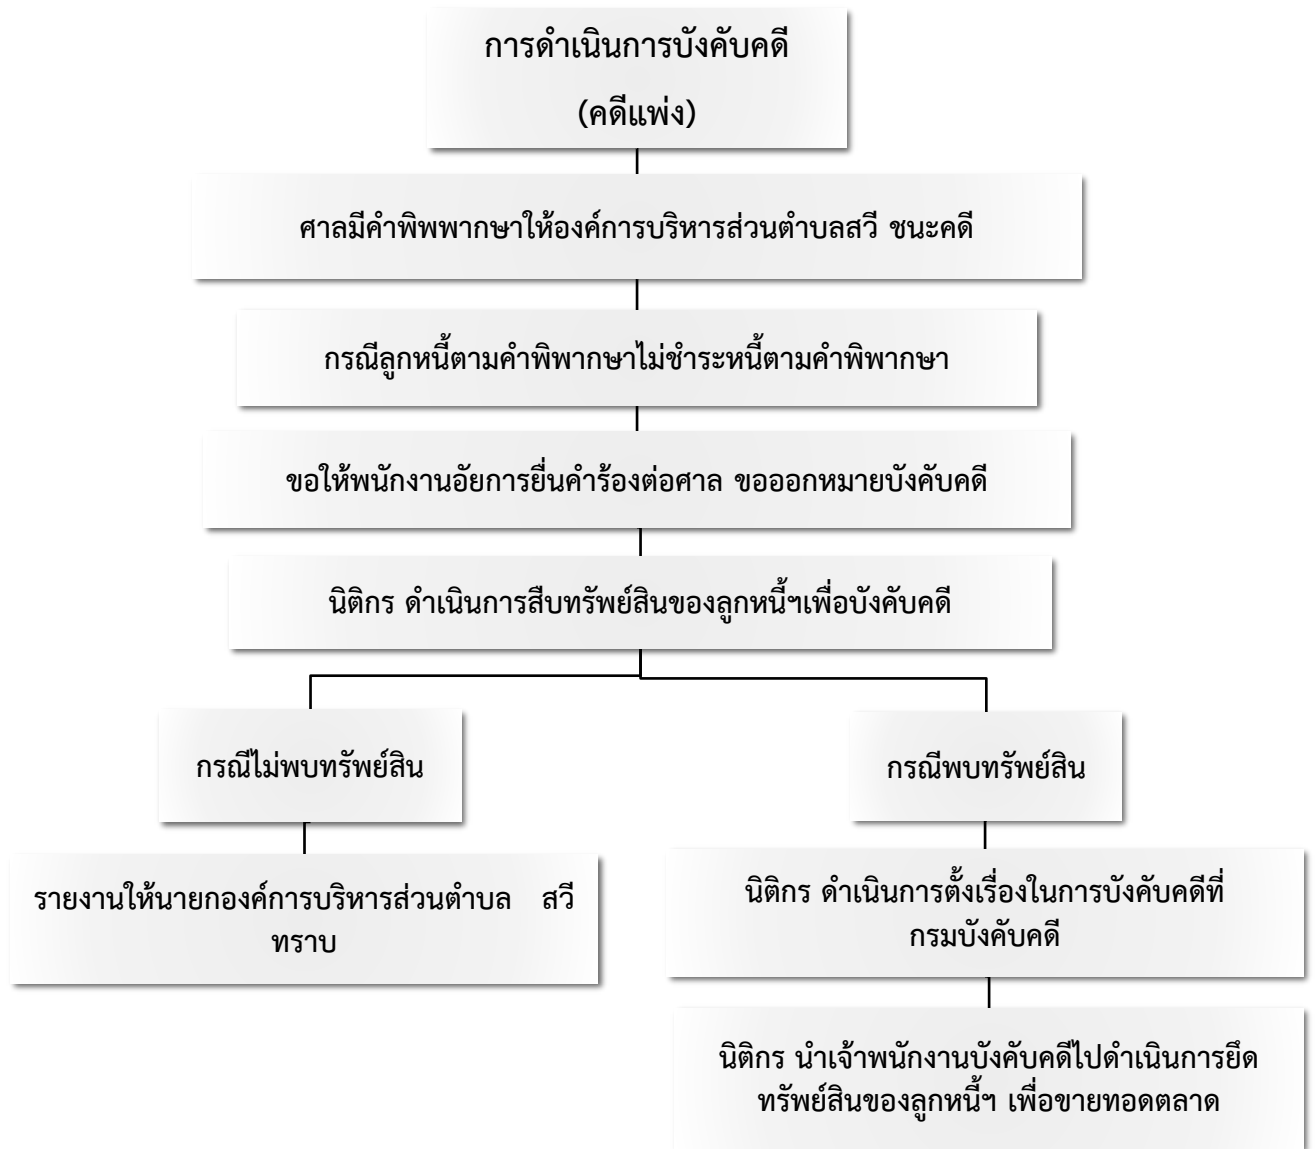 การดำเนินการบังคับคดี
(คดีแพ่ง)
ศาลมีคำพิพพากษาให้องค์การบริหารส่วนตำบลสวี ชนะคดี
กรณีลูกหนี้ตามคำพิพากษาไม่ชำระหนี้ตามคำพิพากษา
ขอให้พนักงานอัยการยื่นคำร้องต่อศาล ขอออกหมายบังคับคดี
นิติกร ดำเนินการสืบทรัพย์สินของลูกหนี้ฯเพื่อบังคับคดี
กรณีไม่พบทรัพย์สิน
รายงานให้นายกองค์การบริหารส่วนตำบล สวี
ทราบ
กรณีพบทรัพย์สิน
นิติกร ดำเนินการตั้งเรื่องในการบังคับคดีที่
กรมบังคับคดี
นิติกร นำเจ้าพนักงานบังคับคดีไปดำเนินการยึด
ทรัพย์สินของลูกหนี้ฯ เพื่อขายทอดตลาด